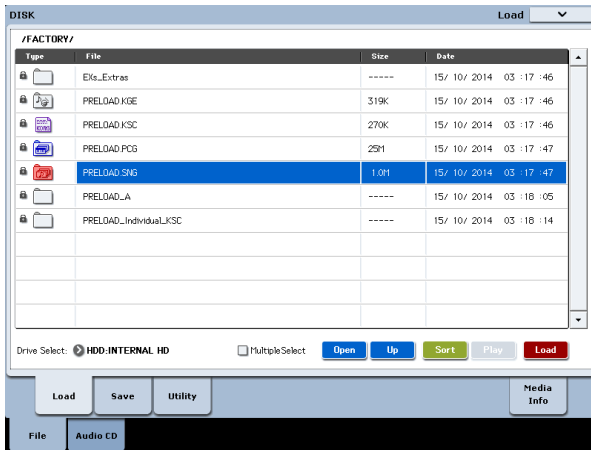 DISK Load
/FACTORY/
Type File Size Date
EXs_Extras ----- 15/ 10/ 2014 03 :17 :46
PRELOAD.KGE 319K 15/ 10/ 2014 03 :17 :46
PRELOAD.KSC 270K 15/ 10/ 2014 03 :17 :46
PRELOAD.PCG 25M 15/ 10/ 2014 03 :17 :47
PRELOAD.SNG 1.0M 15/ 10/ 2014 03 :17 :47
PRELOAD_A ----- 15/ 10/ 2014 03 :18 :05
PRELOAD_Individual_KSC ----- 15/ 10/ 2014 03 :18 :14
Drive Select: HDD:INTERNAL HD MultipleSelect Open Up Sort Play Load
Load Save Utility Media Info
File Audio CD